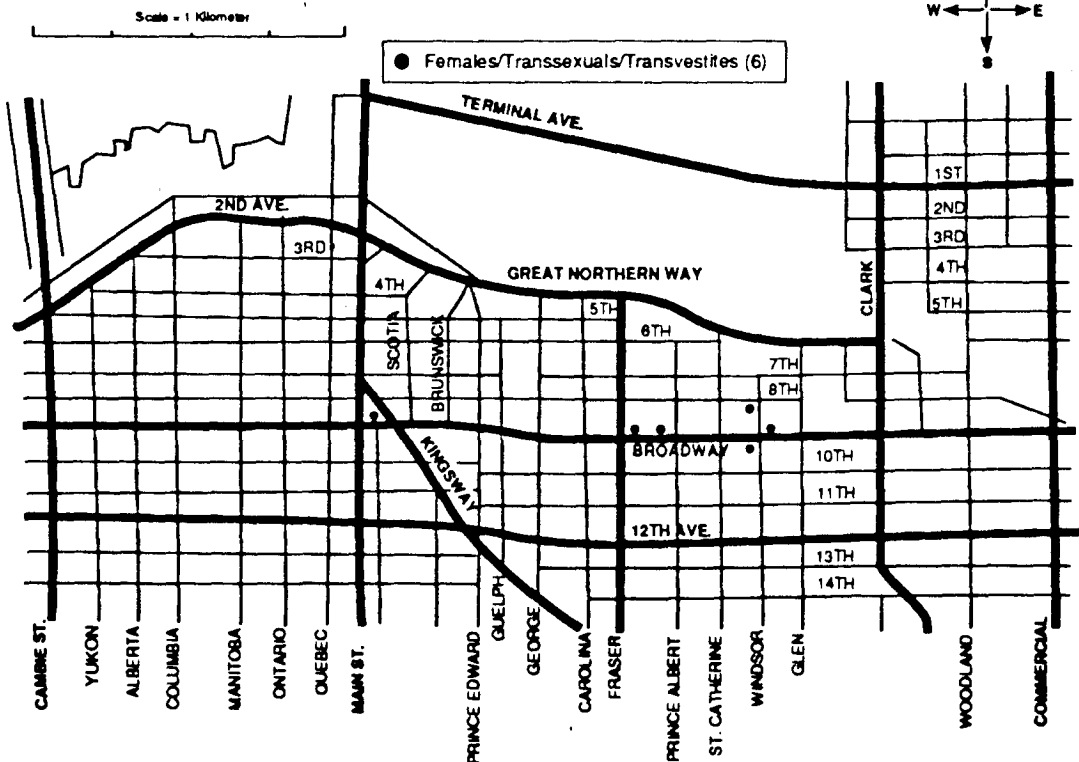 Scale = 1 Kilometer
W E
S
Females/Transsexuals/Transvestites (6)
TERMINAL AVE.
1ST
2ND AVE.
2ND
3RD
3RD
GREAT NORTHERN WAY
4TH
4TH
CLARK
5TH
5TH
SCOTIA
BRUNSWICK
6TH
7TH
8TH
KINGSWAY
BROADWAY
10TH
11TH
12TH AVE.
13TH
14TH
CAMBIE ST.
YUKON
ALBERTA
COLUMBIA
MANITOBA
ONTARIO
QUEBEC
MAIN ST.
PRINCE EDWARD
GUELPH
GEORGE
CAROLINA
FRASER
PRINCE ALBERT
ST. CATHERINE
WINDSOR
GLEN
WOODLAND
COMMERCIAL